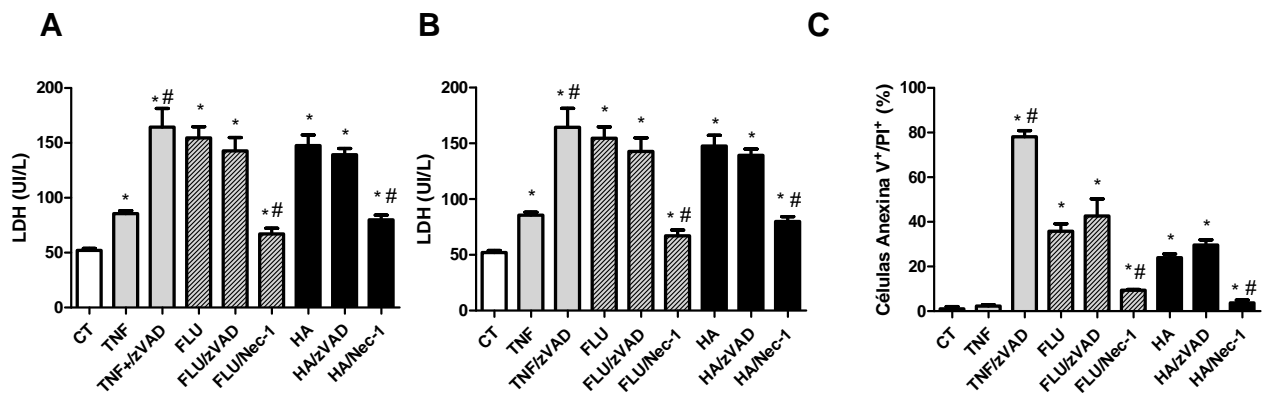 A
LDH (UI/L)
200
150
100
50
0
* * # * * * # * * * #
CT TNF TNF+/zVAD FLU FLU/zVAD FLU/Nec-1 HA HA/zVAD HA/Nec-1
B
LDH (UI/L)
200
150
100
50
0
* * # * * * # * * * #
CT TNF TNF/zVAD FLU FLU/zVAD FLU/Nec-1 HA HA/zVAD HA/Nec-1
C
Células Anexina V⁺/PI⁺ (%)
100
80
60
40
20
0
* # * * * # * * * #
CT TNF TNF/zVAD FLU FLU/zVAD FLU/Nec-1 HA HA/zVAD HA/Nec-1